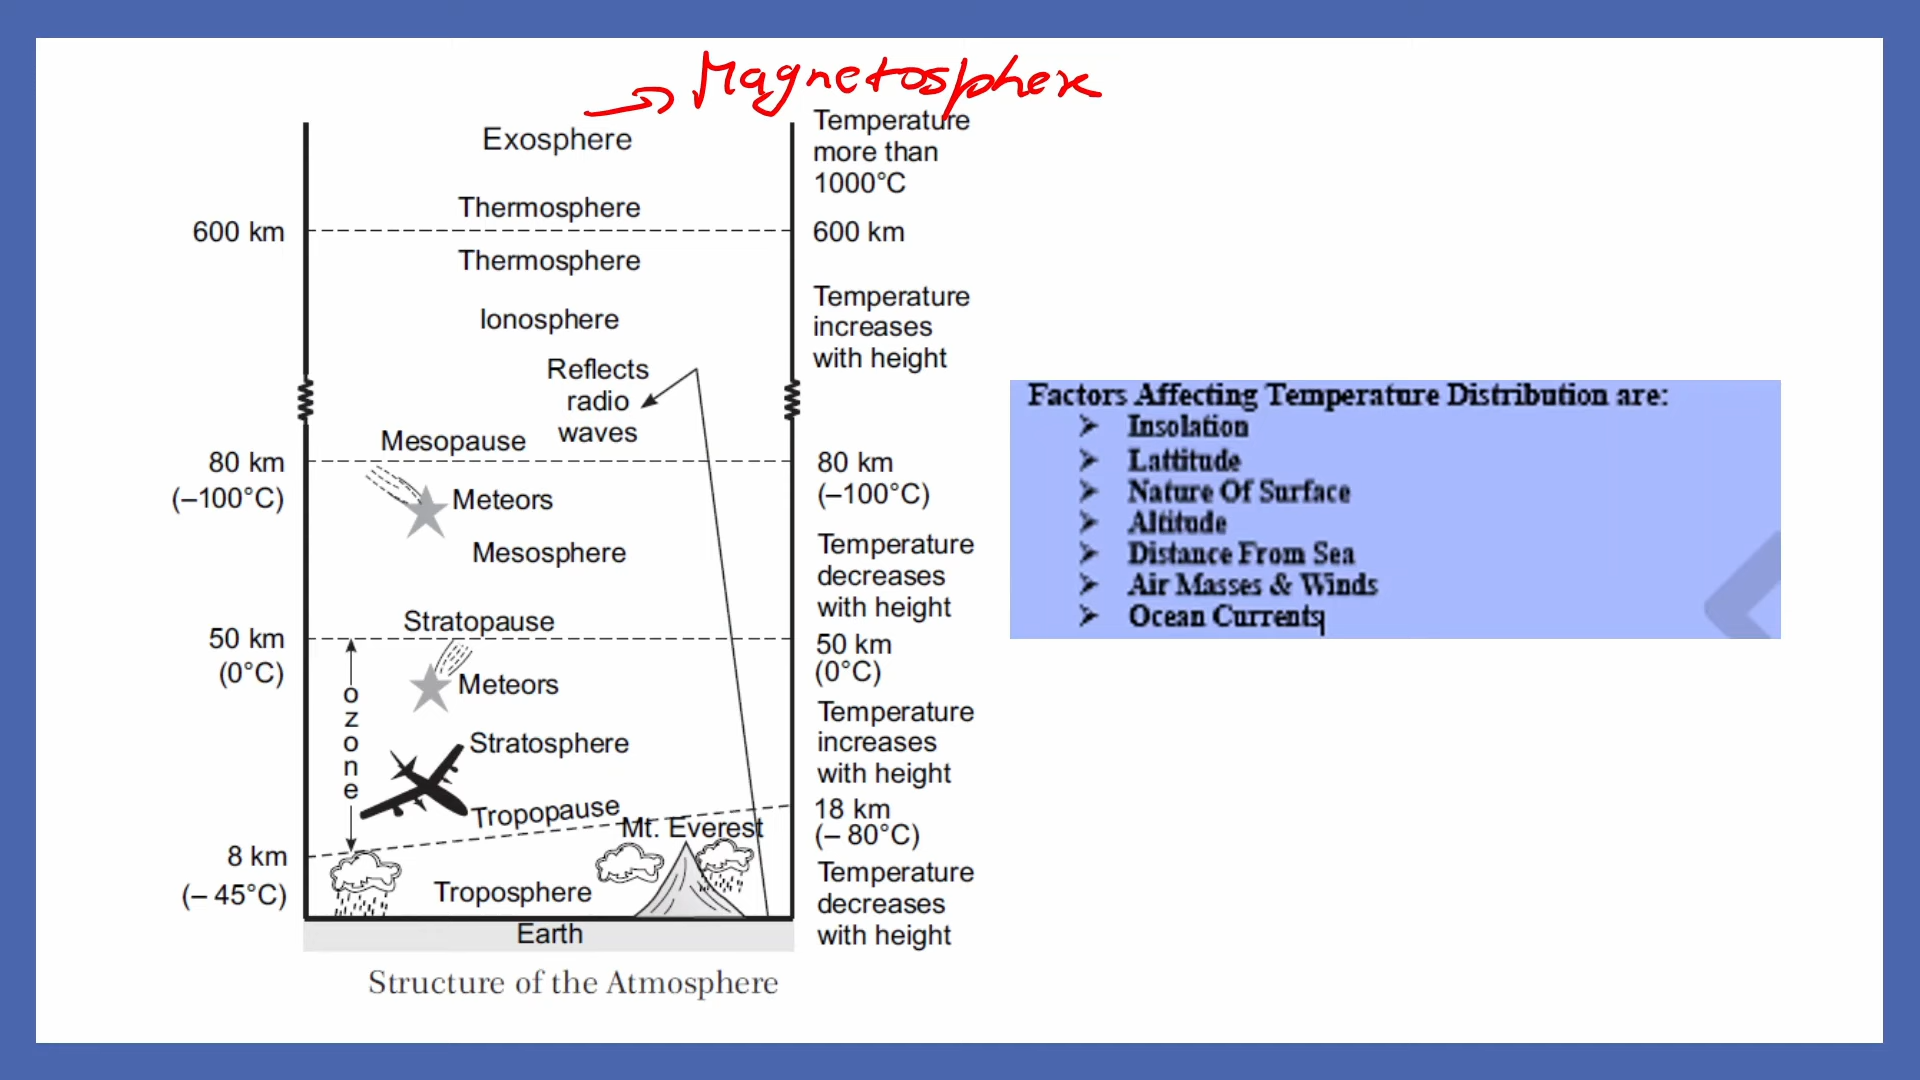 Magnetosphere
Exosphere
Temperature
more than
1000°C
Thermosphere
600 km
600 km
Thermosphere
Ionosphere
Temperature
increases
with height
Reflects
radio
waves
Mesopause
80 km
(–100°C)
80 km
(–100°C)
Meteors
Mesosphere
Temperature
decreases
with height
Stratopause
50 km
(0°C)
50 km
(0°C)
ozone
Meteors
Stratosphere
Temperature
increases
with height
Tropopause
18 km
(– 80°C)
Mt. Everest
8 km
(– 45°C)
Troposphere
Temperature
decreases
with height
Earth
Structure of the Atmosphere
Factors Affecting Temperature Distribution are:
Insolation
Lattitude
Nature Of Surface
Altitude
Distance From Sea
Air Masses & Winds
Ocean Currents